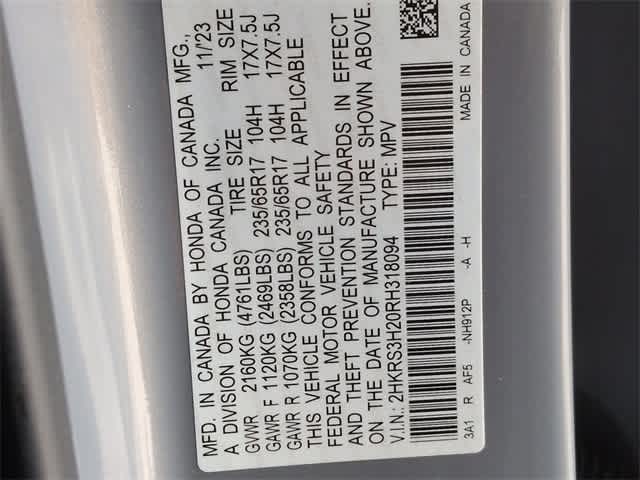 MFD. IN CANADA BY HONDA OF CANADA MFG.,
A DIVISION OF HONDA CANADA INC. 11/'23
GVWR 2160KG (4761LBS) TIRE SIZE RIM SIZE
GAWR F 1120KG (2469LBS) 235/65R17 104H 17X7.5J
GAWR R 1070KG (2358LBS) 235/65R17 104H 17X7.5J
THIS VEHICLE CONFORMS TO ALL APPLICABLE
FEDERAL MOTOR VEHICLE SAFETY
AND THEFT PREVENTION STANDARDS IN EFFECT
ON THE DATE OF MANUFACTURE SHOWN ABOVE.
V.I.N.: 2HKRS3H20RH318094 TYPE: MPV
3A1 R AF5 -NH912P -A -H MADE IN CANADA